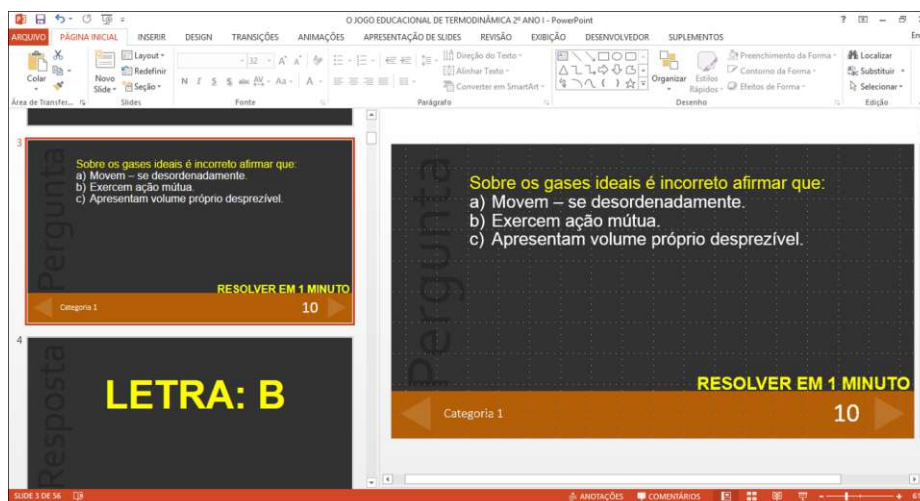 O JOGO EDUCACIONAL DE TERMODINÂMICA 2º ANO I - PowerPoint
ARQUIVO PÁGINA INICIAL INSERIR DESIGN TRANSIÇÕES ANIMAÇÕES APRESENTAÇÃO DE SLIDES REVISÃO EXIBIÇÃO DESENVOLVEDOR SUPLEMENTOS En
Colar
Novo Slide
Layout
Redefinir
Seção
32
N I S S abc AV Aa A
Direção do Texto
Alinhar Texto
Converter em SmartArt
Organizar
Estilos Rápidos
Preenchimento da Forma
Contorno da Forma
Efeitos de Forma
Localizar
Substituir
Selecionar
Área de Transfer... Slides Fonte Parágrafo Desenho Edição
3
Pergunta
Sobre os gases ideais é incorreto afirmar que:
a) Movem – se desordenadamente.
b) Exercem ação mútua.
c) Apresentam volume próprio desprezível.
RESOLVER EM 1 MINUTO
Categoria 1 10
4
Resposta
LETRA: B
Pergunta
Sobre os gases ideais é incorreto afirmar que:
a) Movem – se desordenadamente.
b) Exercem ação mútua.
c) Apresentam volume próprio desprezível.
RESOLVER EM 1 MINUTO
Categoria 1 10
SLIDE 3 DE 56 ANOTAÇÕES COMENTÁRIOS